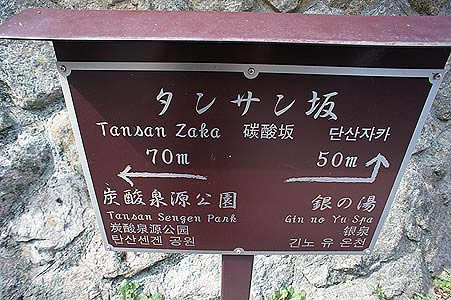 タンサン坂
Tansan Zaka 碳酸坂 단산자카
70m 50m
炭酸泉源公園 銀の湯
Tansan Sengen Park Gin no Yu Spa
炭酸泉源公园 银泉
탄산센겐 공원 긴노 유 온천